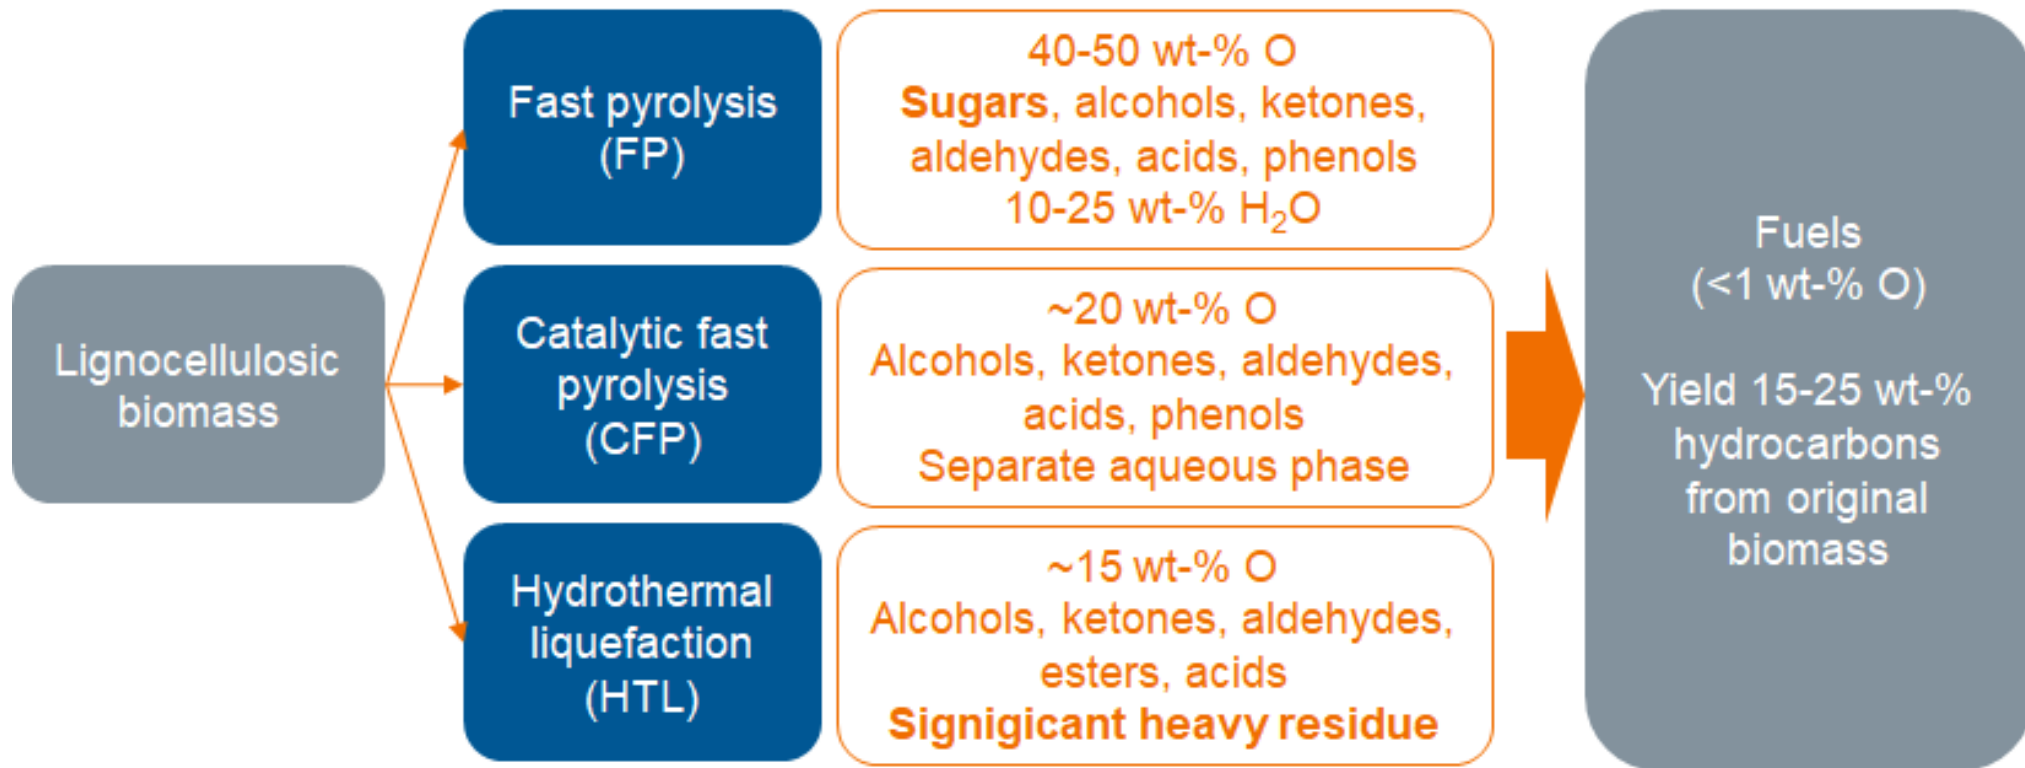 Lignocellulosic
biomass
Fast pyrolysis
(FP)
40-50 wt-% O
Sugars, alcohols, ketones,
aldehydes, acids, phenols
10-25 wt-% H₂O
Catalytic fast
pyrolysis
(CFP)
~20 wt-% O
Alcohols, ketones, aldehydes,
acids, phenols
Separate aqueous phase
Hydrothermal
liquefaction
(HTL)
~15 wt-% O
Alcohols, ketones, aldehydes,
esters, acids
Signigicant heavy residue
Fuels
(<1 wt-% O)
Yield 15-25 wt-%
hydrocarbons
from original
biomass